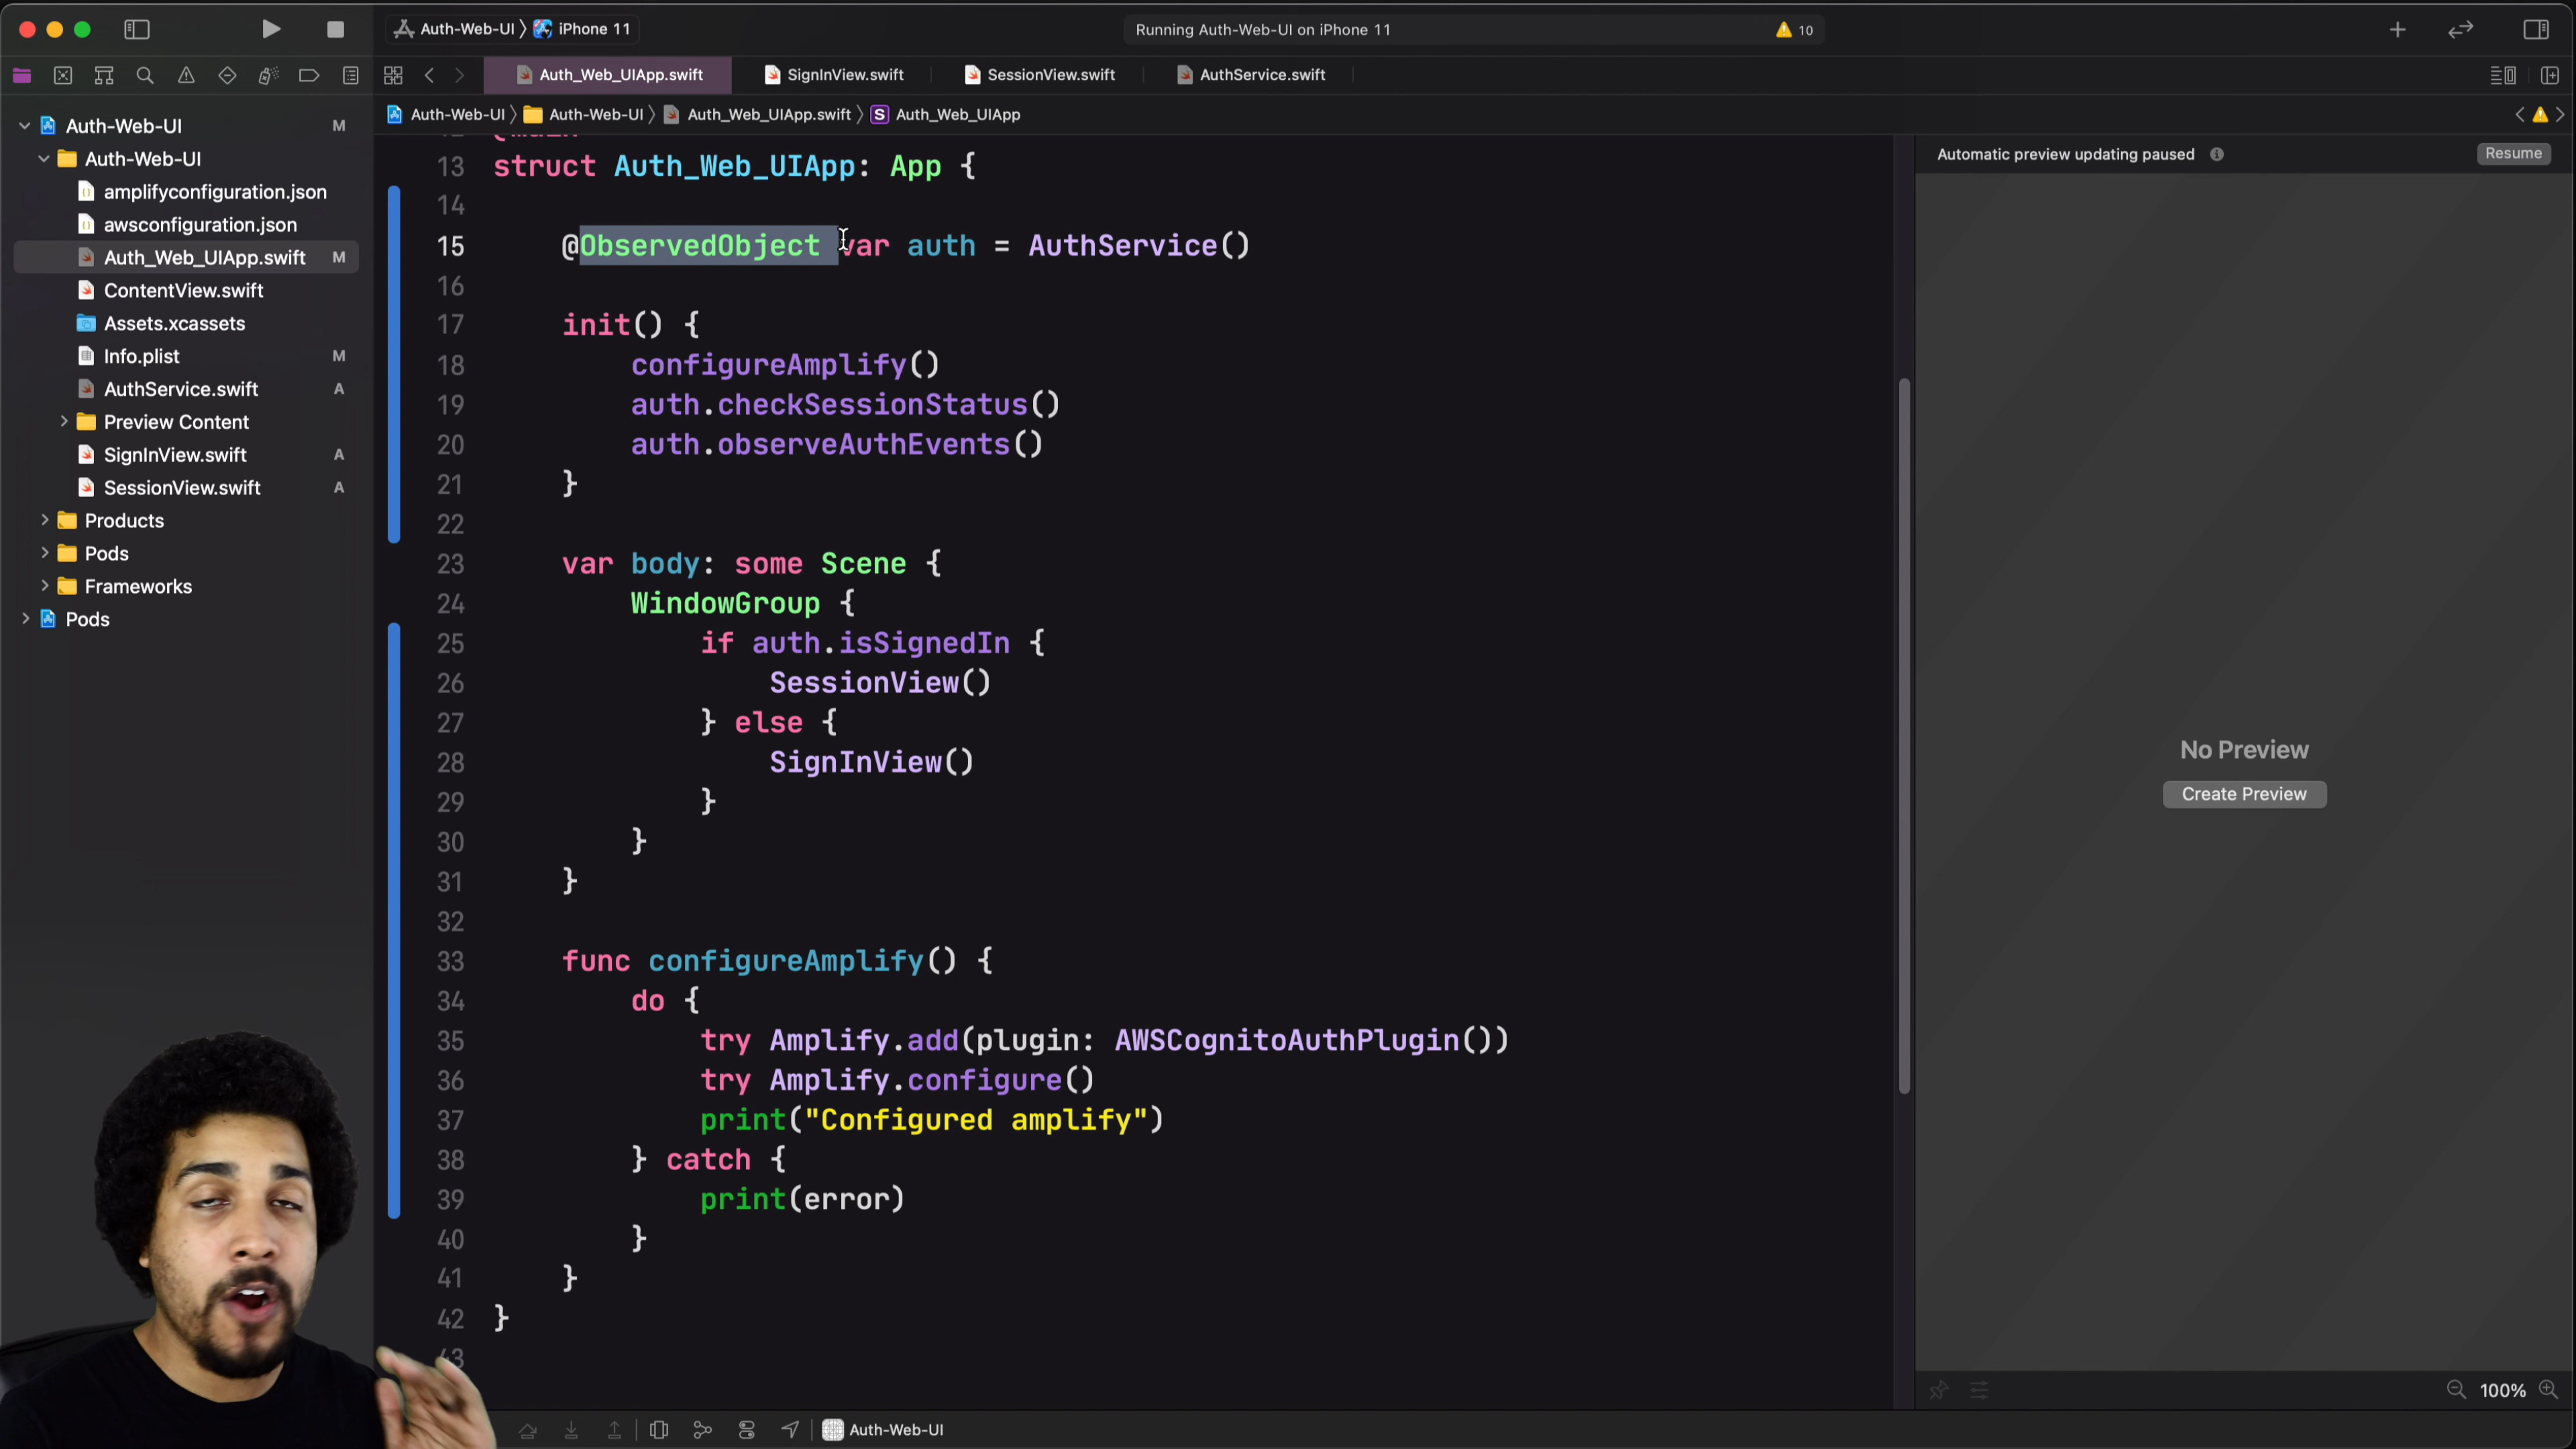 Auth-Web-UI
iPhone 11
Running Auth-Web-UI on iPhone 11
10
Auth_Web_UIApp.swift
SignInView.swift
SessionView.swift
AuthService.swift
Auth-Web-UI
Auth-Web-UI
Auth_Web_UIApp.swift
S
Auth_Web_UIApp
Auth-Web-UI M
Auth-Web-UI
amplifyconfiguration.json
awsconfiguration.json
Auth_Web_UIApp.swift M
ContentView.swift
Assets.xcassets
Info.plist M
AuthService.swift A
Preview Content
SignInView.swift A
SessionView.swift A
Products
Pods
Frameworks
Pods
13 struct Auth_Web_UIApp: App {
14
15 @ObservedObject var auth = AuthService()
16
17 init() {
18 configureAmplify()
19 auth.checkSessionStatus()
20 auth.observeAuthEvents()
21 }
22
23 var body: some Scene {
24 WindowGroup {
25 if auth.isSignedIn {
26 SessionView()
27 } else {
28 SignInView()
29 }
30 }
31 }
32
33 func configureAmplify() {
34 do {
35 try Amplify.add(plugin: AWSCognitoAuthPlugin())
36 try Amplify.configure()
37 print("Configured amplify")
38 } catch {
39 print(error)
40 }
41 }
42 }
43
Automatic preview updating paused
Resume
No Preview
Create Preview
100%
Auth-Web-UI